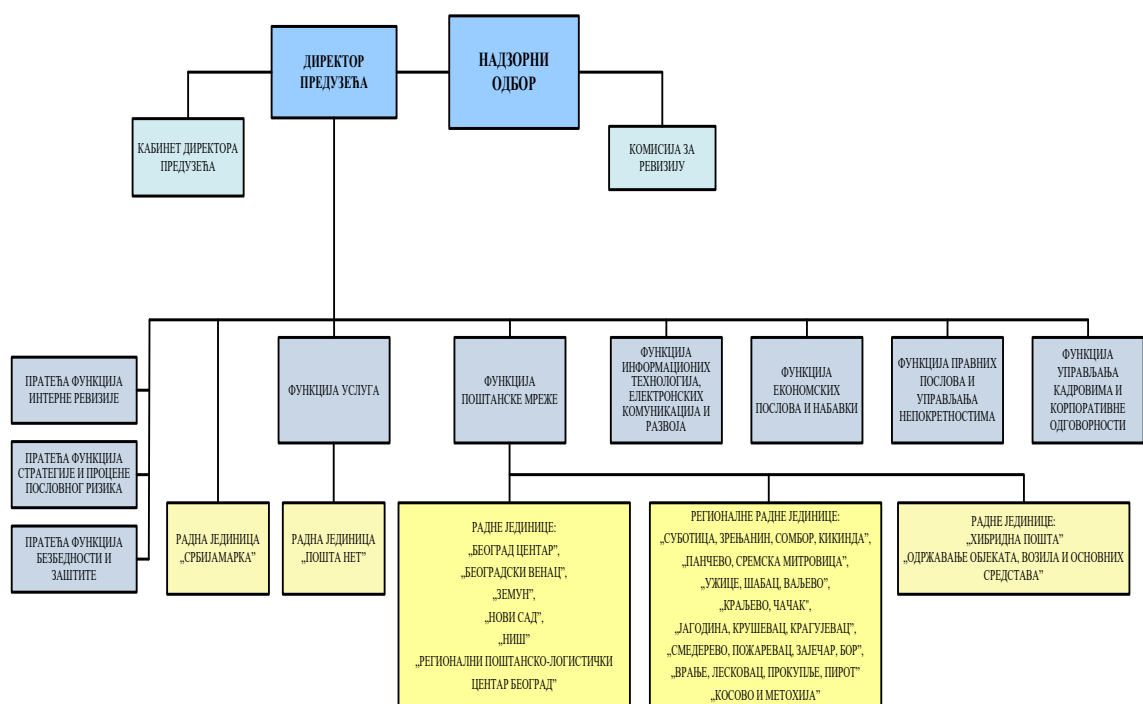 ДИРЕКТОР
ПРЕДУЗЕЋА
НАДЗОРНИ
ОДБОР
КАБИНЕТ ДИРЕКТОРА
ПРЕДУЗЕЋА
КОМИСИЈА ЗА
РЕВИЗИЈУ
ПРАТЕЋА ФУНКЦИЈА
ИНТЕРНЕ РЕВИЗИЈЕ
ФУНКЦИЈА УСЛУГА
ФУНКЦИЈА
ПОШТАНСКЕ МРЕЖЕ
ФУНКЦИЈА
ИНФОРМАЦИОНИХ
ТЕХНОЛОГИЈА,
ЕЛЕКТРОНСКИХ
КОМУНИКАЦИЈА И
РАЗВОЈА
ФУНКЦИЈА
ЕКОНОМСКИХ
ПОСЛОВА И НАБАВКИ
ФУНКЦИЈА ПРАВНИХ
ПОСЛОВА И
УПРАВЉАЊА
НЕПОКРЕТНОСТИМА
ФУНКЦИЈА
УПРАВЉАЊА
КАДРОВИМА И
КОРПОРАТИВНЕ
ОДГОВОРНОСТИ
ПРАТЕЋА ФУНКЦИЈА
СТРАТЕГИЈЕ И ПРОЦЕНЕ
ПОСЛОВНОГ РИЗИКА
ПРАТЕЋА ФУНКЦИЈА
БЕЗБЕДНОСТИ И
ЗАШТИТЕ
РАДНА ЈЕДИНИЦА
„СРБИЈАМАРКА”
РАДНА ЈЕДИНИЦА
„ПОШТА НЕТ”
РАДНЕ ЈЕДИНИЦЕ:
„БЕОГРАД ЦЕНТАР”,
„БЕОГРАДСКИ ВЕНАЦ”,
„ЗЕМУН”,
„НОВИ САД”,
„НИШ”
„РЕГИОНАЛНИ ПОШТАНСКО-ЛОГИСТИЧКИ
ЦЕНТАР БЕОГРАД”
РЕГИОНАЛНЕ РАДНЕ ЈЕДИНИЦЕ:
„СУБОТИЦА, ЗРЕЊАНИН, СОМБОР, КИКИНДА”,
„ПАНЧЕВО, СРЕМСКА МИТРОВИЦА”,
„УЖИЦЕ, ШАБАЦ, ВАЉЕВО”,
„КРАЉЕВО, ЧАЧАК",
„ЈАГОДИНА, КРУШЕВАЦ, КРАГУЈЕВАЦ”,
„СМЕДЕРЕВО, ПОЖАРЕВАЦ, ЗАЈЕЧАР, БОР”,
„ВРАЊЕ, ЛЕСКОВАЦ, ПРОКУПЉЕ, ПИРОТ”
„КОСОВО И МЕТОХИЈА”
РАДНЕ ЈЕДИНИЦЕ:
„ХИБРИДНА ПОШТА”
„ОДРЖАВАЊЕ ОБЈЕКАТА, ВОЗИЛА И ОСНОВНИХ
СРЕДСТАВА”